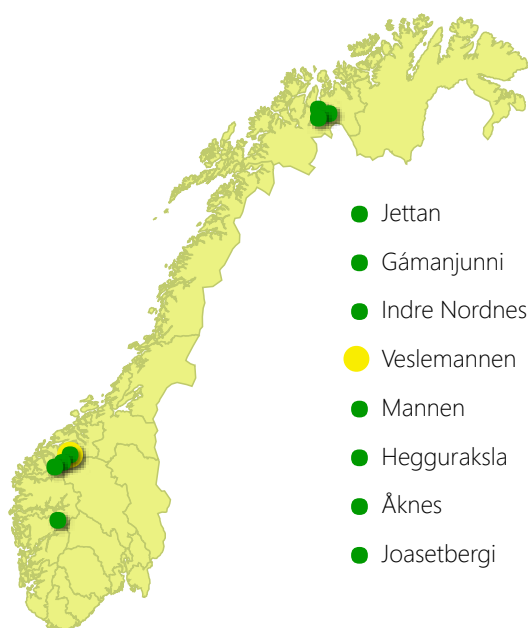 Jettan
Gámanjunni
Indre Nordnes
Veslemannen
Mannen
Hegguraksla
Åknes
Joasetbergi